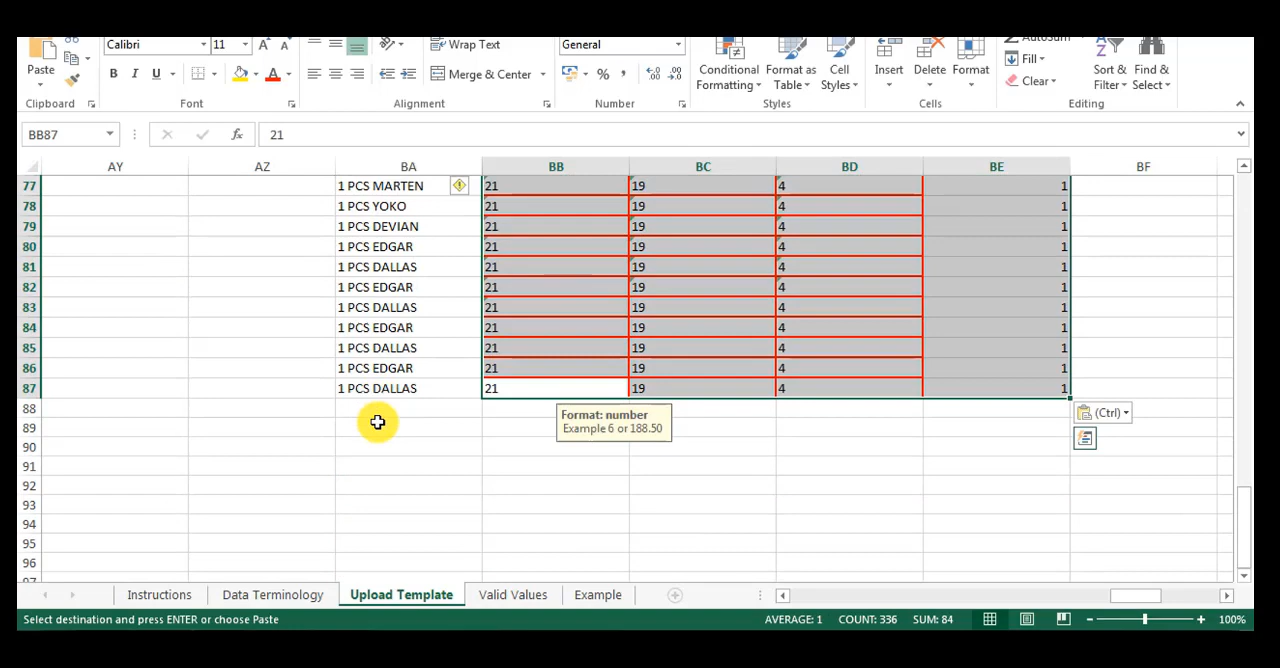 Calibri 11 A A Wrap Text General AutoSum
Paste B I U A Merge & Center % , Conditional Formatting Format as Table Cell Styles Insert Delete Format Fill Clear Sort & Filter Find & Select
Clipboard Font Alignment Number Styles Cells Editing
BB87 fx 21
AY AZ BA BB BC BD BE BF
77 1 PCS MARTEN 21 19 4 1
78 1 PCS YOKO 21 19 4 1
79 1 PCS DEVIAN 21 19 4 1
80 1 PCS EDGAR 21 19 4 1
81 1 PCS DALLAS 21 19 4 1
82 1 PCS EDGAR 21 19 4 1
83 1 PCS DALLAS 21 19 4 1
84 1 PCS EDGAR 21 19 4 1
85 1 PCS DALLAS 21 19 4 1
86 1 PCS EDGAR 21 19 4 1
87 1 PCS DALLAS 21 19 4 1
88
Format: number
(Ctrl)
89
Example 6 or 188.50
90
91
92
93
94
95
96
97
Instructions Data Terminology Upload Template Valid Values Example
Select destination and press ENTER or choose Paste AVERAGE: 1 COUNT: 336 SUM: 84 100%